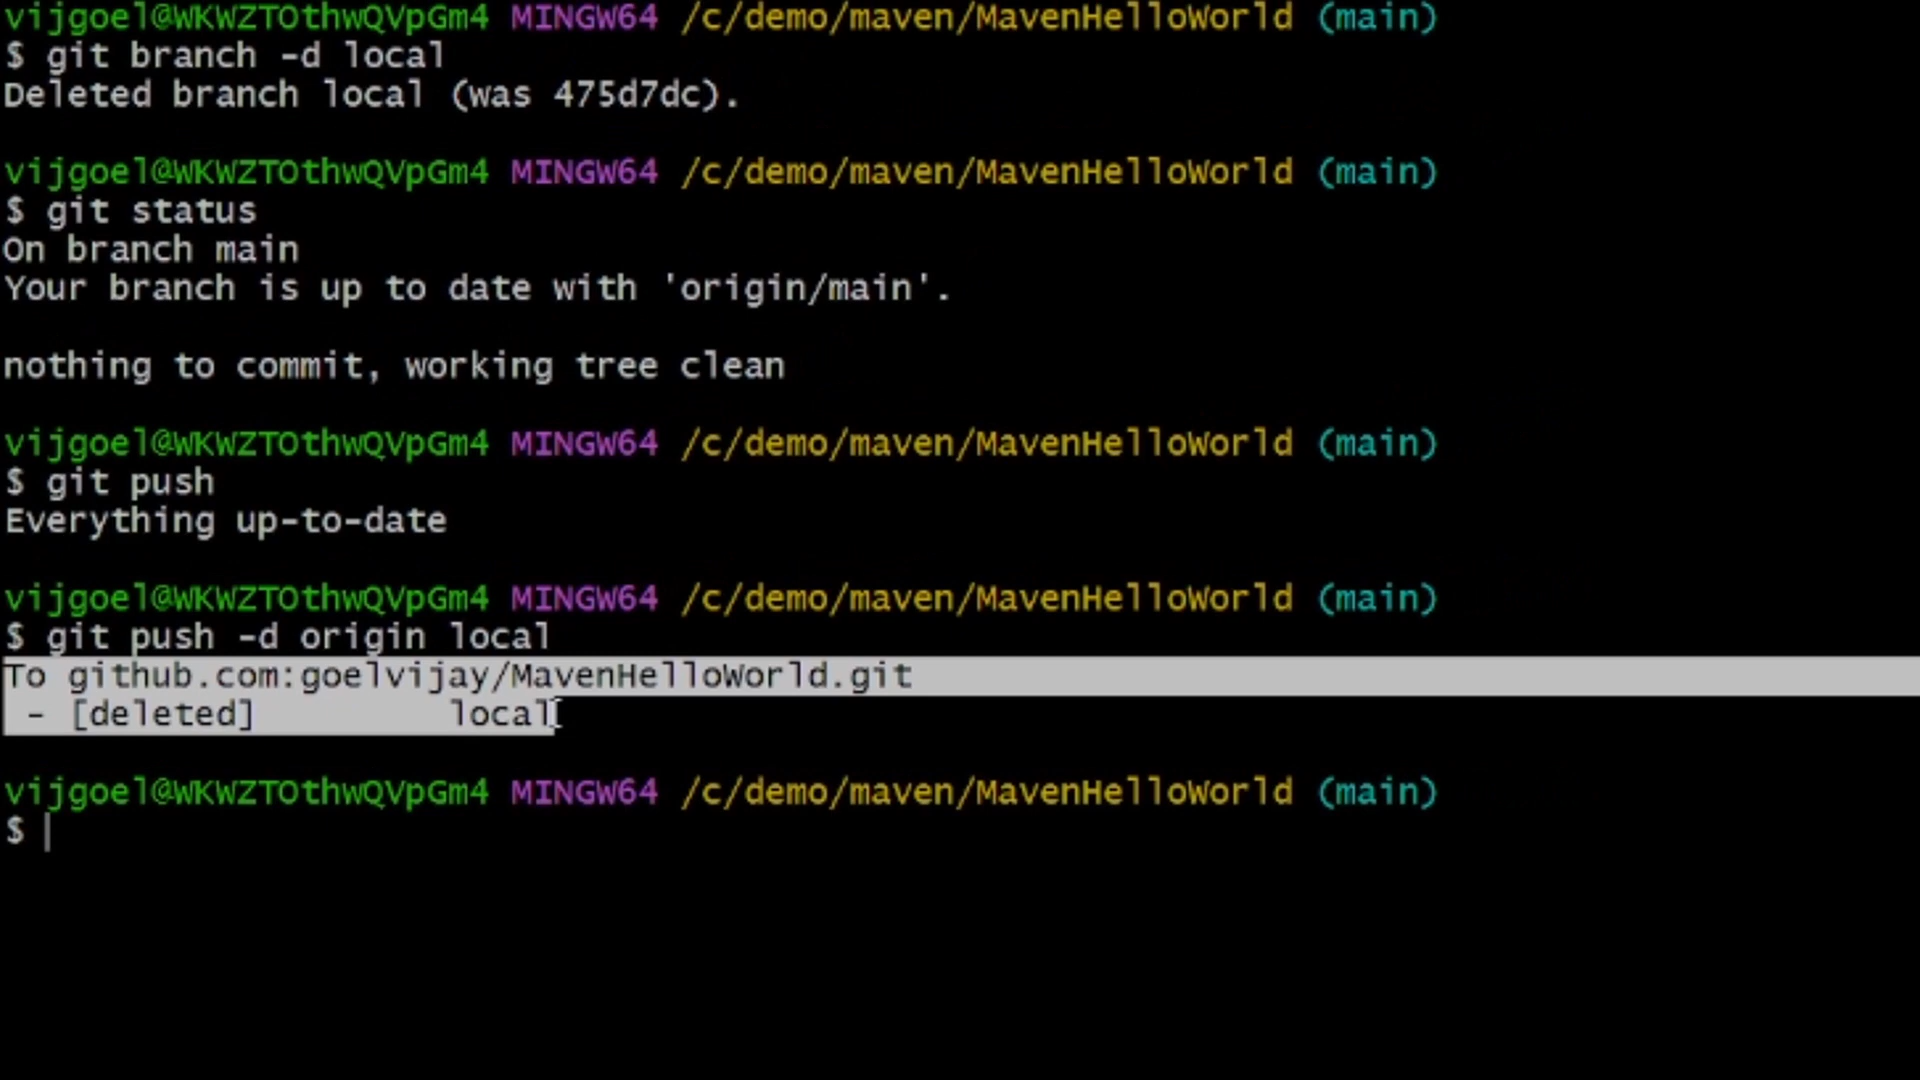 vijgoel@WKWZTOthwQVpGm4 MINGW64 /c/demo/maven/MavenHelloWorld (main)
$ git branch -d local
Deleted branch local (was 475d7dc).
vijgoel@WKWZTOthwQVpGm4 MINGW64 /c/demo/maven/MavenHelloWorld (main)
$ git status
On branch main
Your branch is up to date with 'origin/main'.
nothing to commit, working tree clean
vijgoel@WKWZTOthwQVpGm4 MINGW64 /c/demo/maven/MavenHelloWorld (main)
$ git push
Everything up-to-date
vijgoel@WKWZTOthwQVpGm4 MINGW64 /c/demo/maven/MavenHelloWorld (main)
$ git push -d origin local
To github.com:goelvijay/MavenHelloWorld.git
 - [deleted]         local
vijgoel@WKWZTOthwQVpGm4 MINGW64 /c/demo/maven/MavenHelloWorld (main)
$